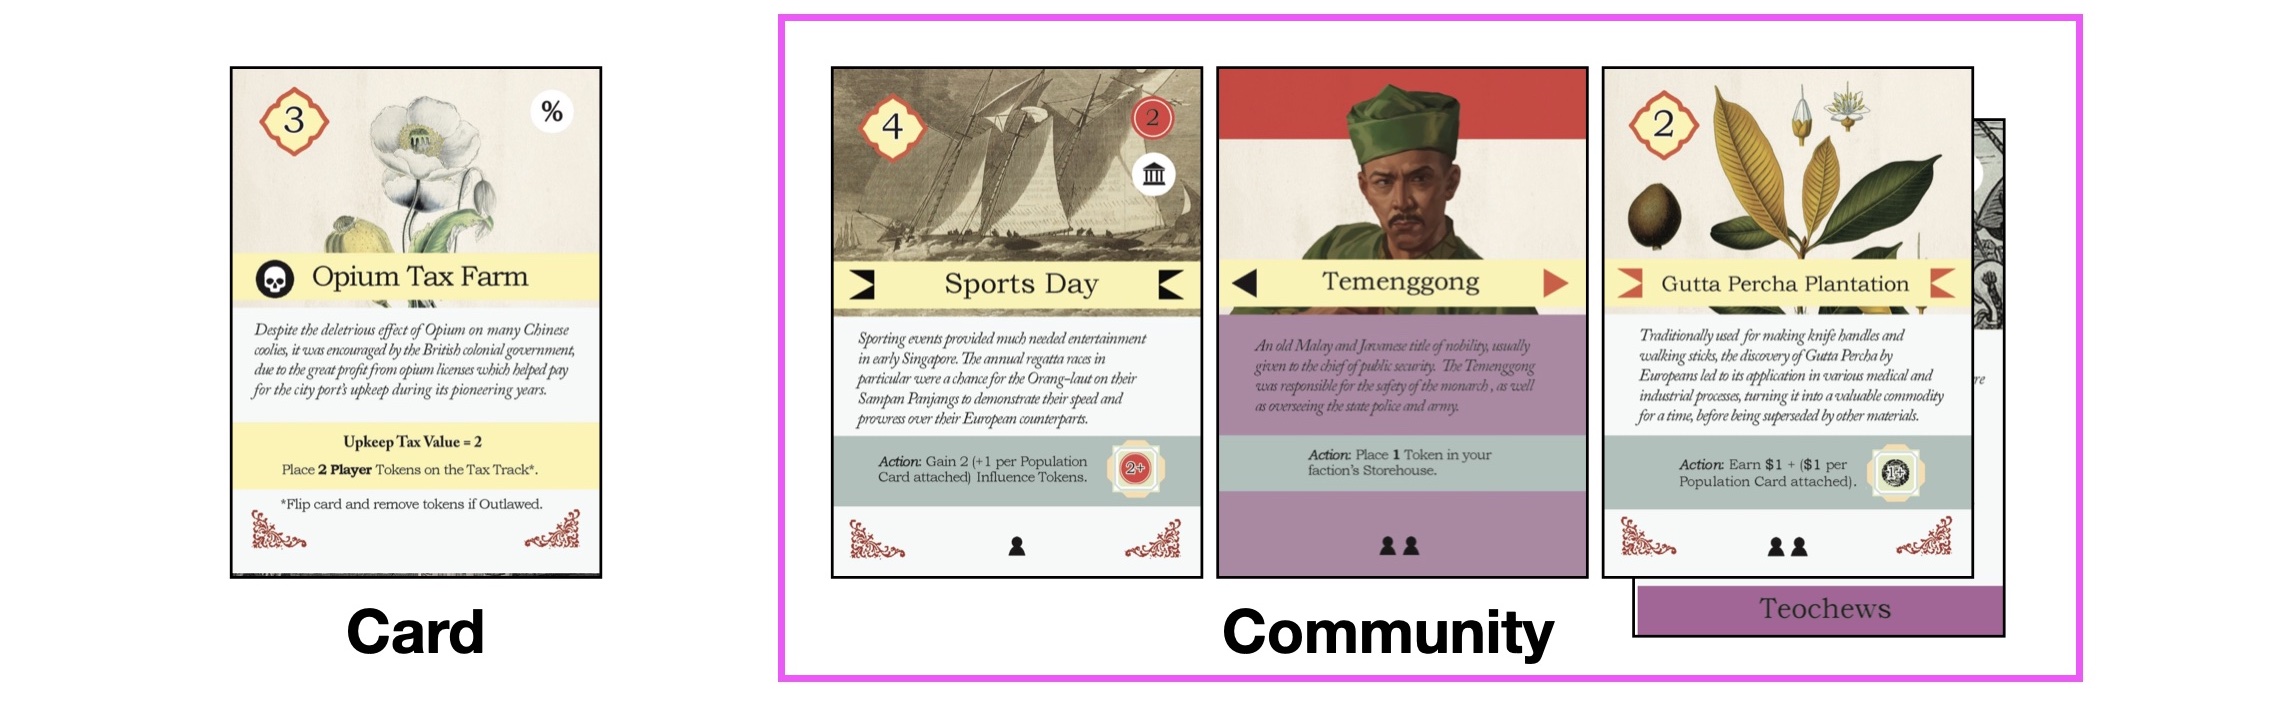 3
%
Opium Tax Farm
Despite the deletrious effect of Opium on many Chinese
coolies, it was encouraged by the British colonial government,
due to the great profit from opium licenses which helped pay
for the city port's upkeep during its pioneering years.
Upkeep Tax Value = 2
Place 2 Player Tokens on the Tax Track*.
*Flip card and remove tokens if Outlawed.
Card
4
2
Sports Day
Sporting events provided much needed entertainment
in early Singapore. The annual regatta races in
particular were a chance for the Orang-laut on their
Sampan Panjangs to demonstrate their speed and
prowress over their European counterparts.
Action: Gain 2 (+1 per Population
Card attached) Influence Tokens.
2+
Temenggong
An old Malay and Javanese title of nobility, usually
given to the chief of public security. The Temenggong
was responsible for the safety of the monarch, as well
as overseeing the state police and army.
Action: Place 1 Token in your
faction's Storehouse.
2
Gutta Percha Plantation
Traditionally used for making knife handles and
walking sticks, the discovery of Gutta Percha by
Europeans led to its application in various medical and
industrial processes, turning it into a valuable commodity
for a time, before being superseded by other materials.
Action: Earn $1 + ($1 per
Population Card attached).
1+
re
Teochews
Community